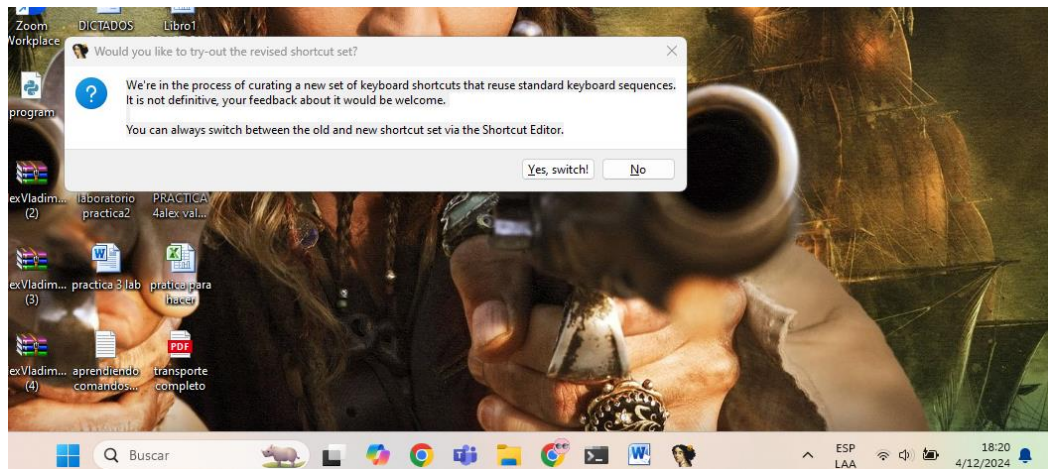 Zoom
Workplace
DICTADOS
Libro1
Would you like to try-out the revised shortcut set?
We're in the process of curating a new set of keyboard shortcuts that reuse standard keyboard sequences.
It is not definitive, your feedback about it would be welcome.
You can always switch between the old and new shortcut set via the Shortcut Editor.
Yes, switch!
No
program
exVladim...
(2)
laboratorio
practica2
PRACTICA
4alex val...
exVladim...
(3)
practica 3 lab
pratica para
hacer
exVladim...
(4)
aprendiendo
comandos...
PDF
transporte
completo
Buscar
ESP
LAA
18:20
4/12/2024